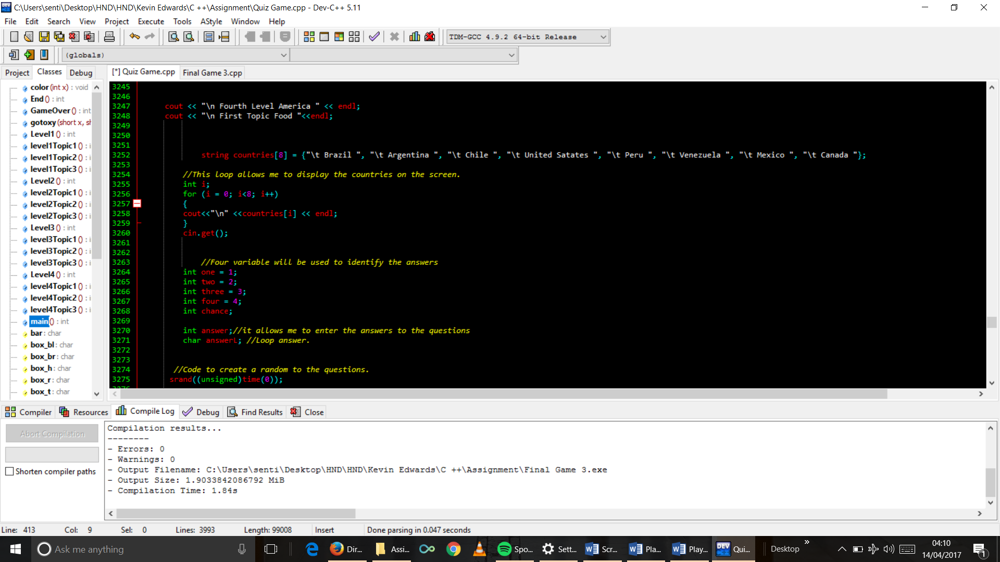 C:\Users\senti\Desktop\HND\HND\Kevin Edwards\C ++\Assignment\Quiz Game.cpp - Dev-C++ 5.11
File Edit Search View Project Execute Tools AStyle Window Help
TDM-GCC 4.9.2 64-bit Release
(globals)
Project Classes Debug
[*] Quiz Game.cpp Final Game 3.cpp
color (int x) : void
End () : int
GameOver () : int
gotoxy (short x, sh
Level1 () : int
level1Topic1 () : i
level1Topic2 () : i
level1Topic3 () : i
Level2 () : int
level2Topic1 () : i
level2Topic2 () : i
level2Topic3 () : i
Level3 () : int
level3Topic1 () : i
level3Topic2 () : i
level3Topic3 () : i
Level4 () : int
level4Topic1 () : i
level4Topic2 () : i
level4Topic3 () : i
main () : int
bar : char
box_bl : char
box_br : char
box_h : char
box_r : char
box_t : char
3245
3246
3247 cout << "\n Fourth Level America " << endl;
3248 cout << "\n First Topic Food "<<endl;
3249
3250
3251
3252 string countries[8] = {"\t Brazil ", "\t Argentina ", "\t Chile ", "\t United Satates ", "\t Peru ", "\t Venezuela ", "\t Mexico ", "\t Canada "};
3253
3254 //This loop allows me to display the countries on the screen.
3255 int i;
3256 for (i = 0; i<8; i++)
3257 {
3258 cout<<"\n" <<countries[i] << endl;
3259 }
3260 cin.get();
3261
3262
3263 //Four variable will be used to identify the answers
3264 int one = 1;
3265 int two = 2;
3266 int three = 3;
3267 int four = 4;
3268 int chance;
3269
3270 int answer;//it allows me to enter the answers to the questions
3271 char answerL; //Loop answer.
3272
3273
3274 //Code to create a random to the questions.
3275 srand((unsigned)time(0));
3276
Compiler Resources Compile Log Debug Find Results Close
Abort Compilation
Shorten compiler paths
Compilation results...
--------
- Errors: 0
- Warnings: 0
- Output Filename: C:\Users\senti\Desktop\HND\HND\Kevin Edwards\C ++\Assignment\Final Game 3.exe
- Output Size: 1.9033842086792 MiB
- Compilation Time: 1.84s
Line: 413 Col: 9 Sel: 0 Lines: 3993 Length: 99008 Insert Done parsing in 0.047 seconds
Ask me anything
Dir... Assi... Spo... Sett... Scr... Pla... Play... DEV Qui... Desktop »
04:10
14/04/2017
1